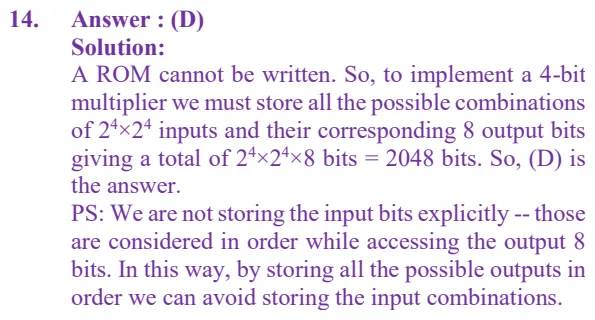 14. Answer : (D)
Solution:
A ROM cannot be written. So, to implement a 4-bit
multiplier we must store all the possible combinations
of 2⁴×2⁴ inputs and their corresponding 8 output bits
giving a total of 2⁴×2⁴×8 bits = 2048 bits. So, (D) is
the answer.
PS: We are not storing the input bits explicitly -- those
are considered in order while accessing the output 8
bits. In this way, by storing all the possible outputs in
order we can avoid storing the input combinations.